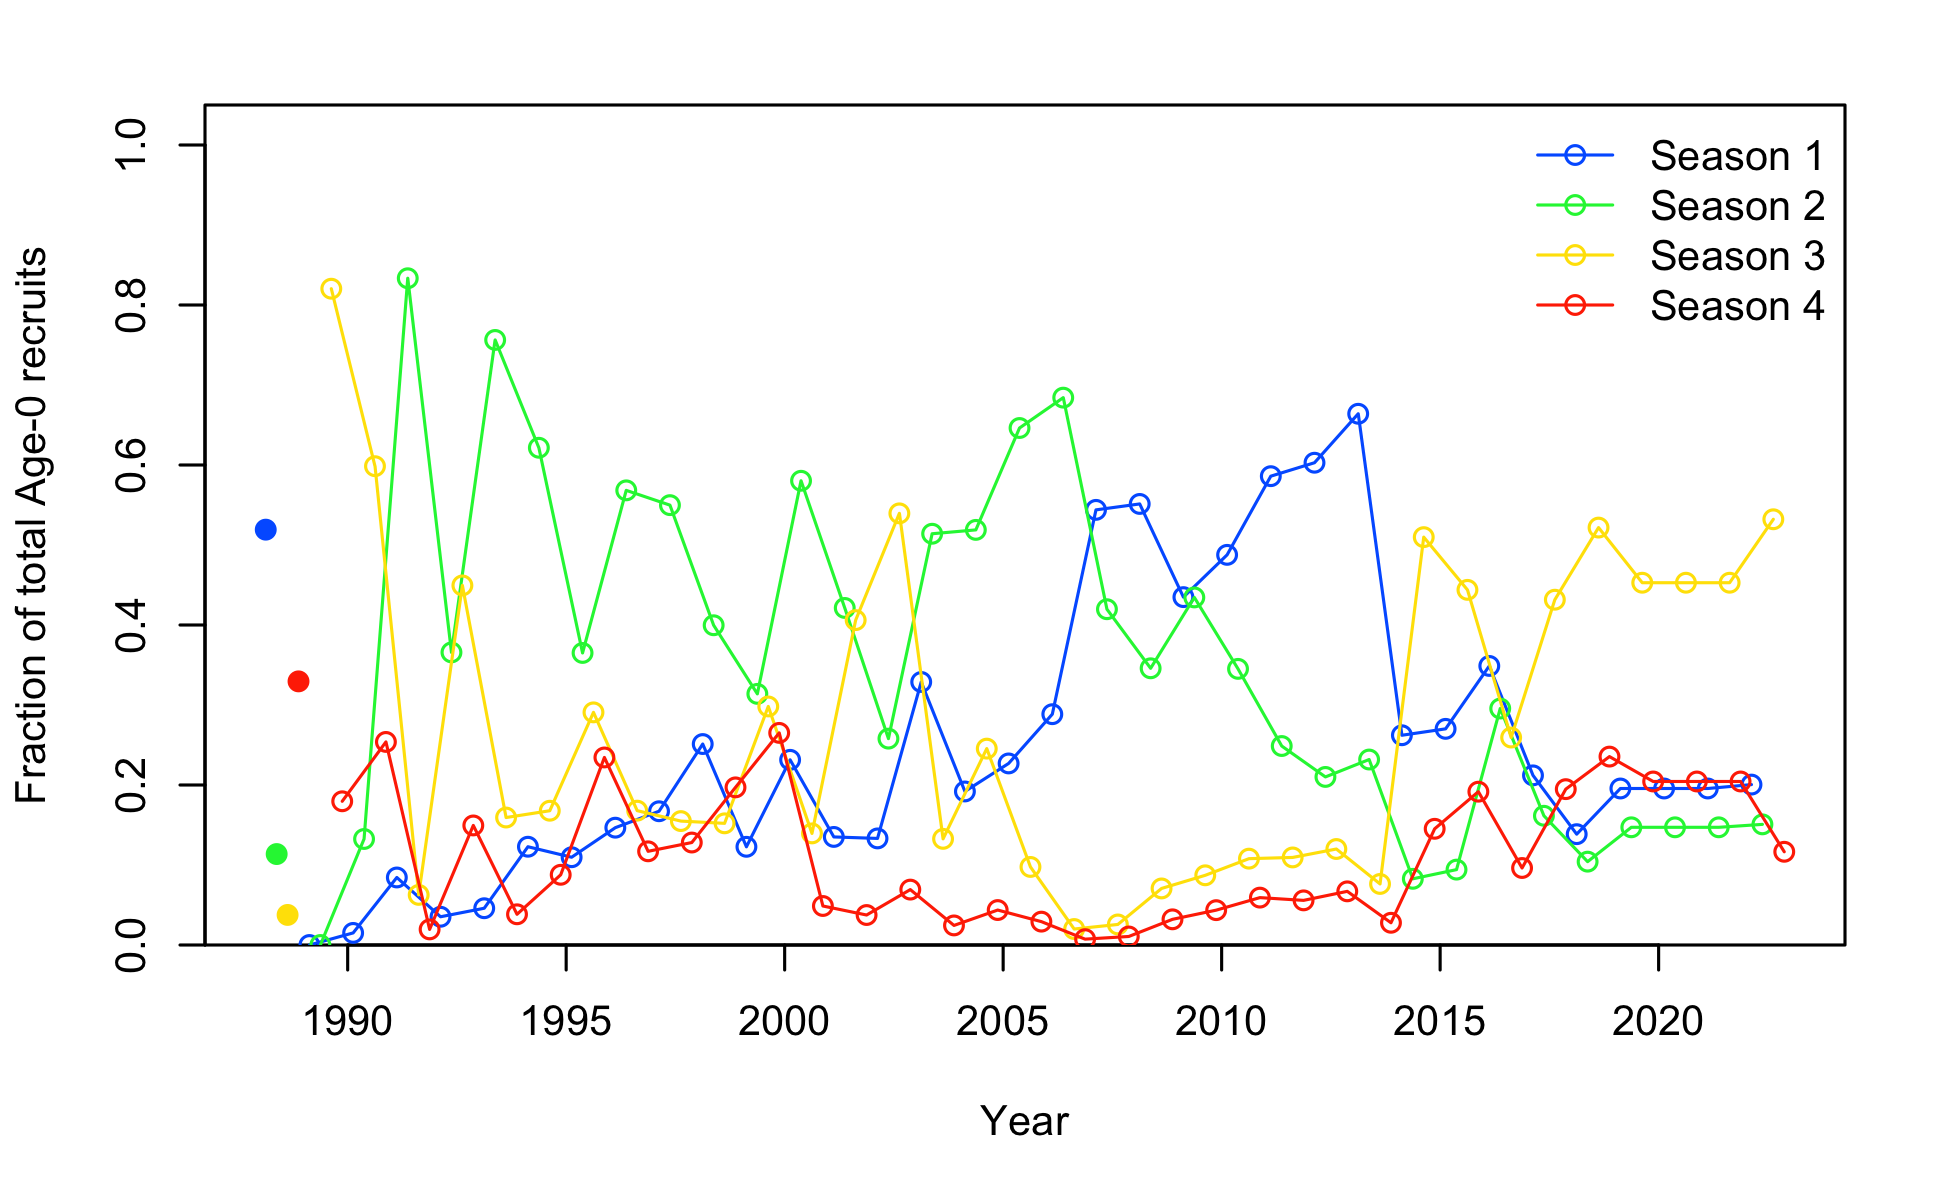 Season 1
Season 2
Season 3
Season 4
Fraction of total Age-0 recruits
1.0
0.8
0.6
0.4
0.2
0.0
1990 1995 2000 2005 2010 2015 2020
Year